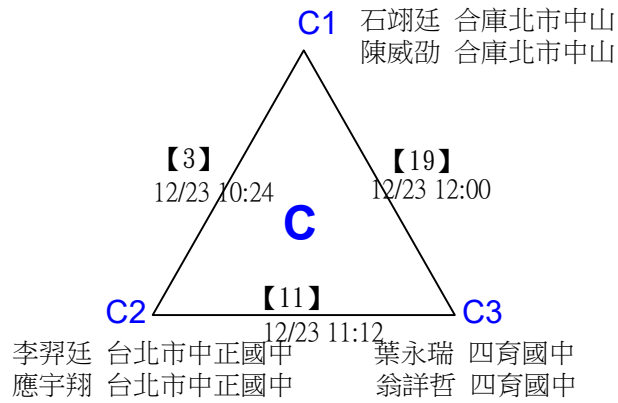 C1
石翊廷 合庫北市中山
陳威劭 合庫北市中山
【3】
12/23 10:24
【19】
12/23 12:00
C
【11】
12/23 11:12
C2
C3
李羿廷 台北市中正國中
應宇翔 台北市中正國中
葉永瑞 四育國中
翁詳哲 四育國中